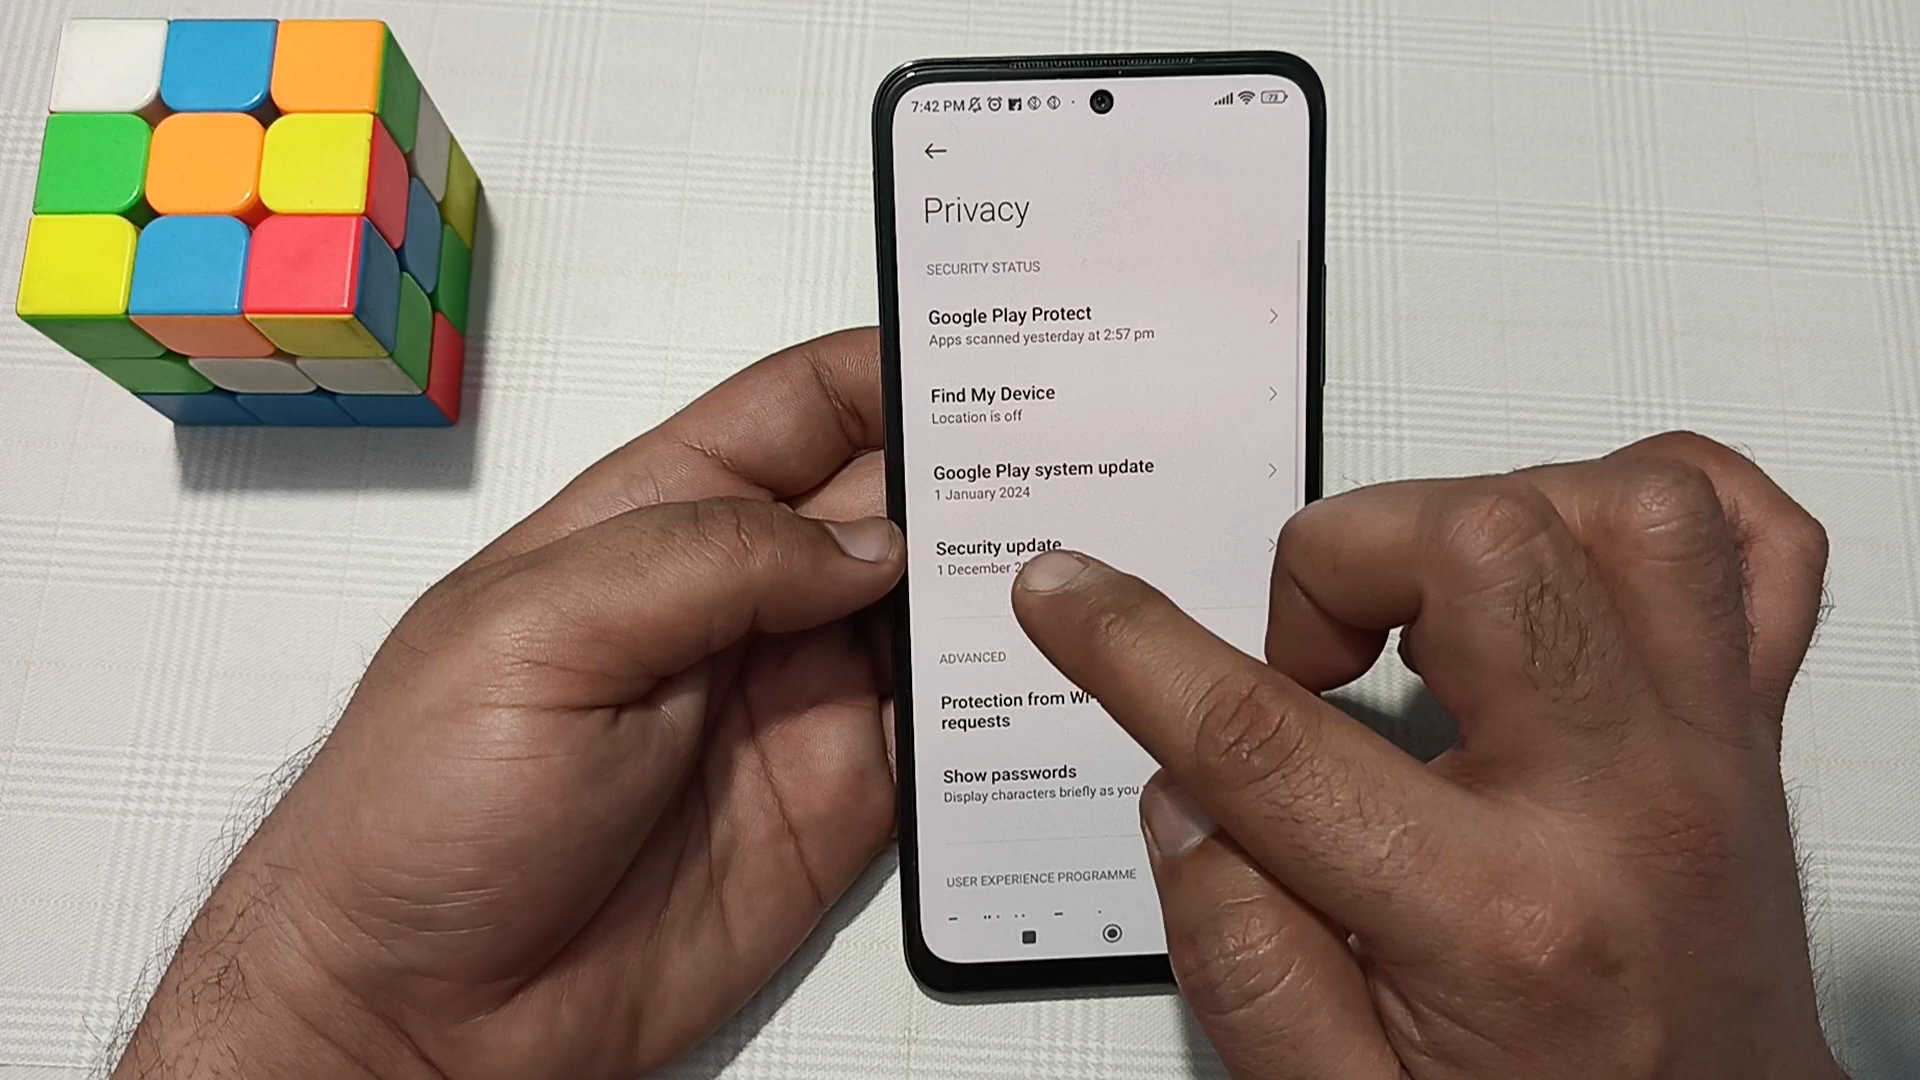 7:42 PM
73
Privacy
SECURITY STATUS
Google Play Protect
Apps scanned yesterday at 2:57 pm
Find My Device
Location is off
Google Play system update
1 January 2024
Security update
1 December
ADVANCED
Protection from
requests
Show passwords
Display characters briefly as you
USER EXPERIENCE PROGRAMME